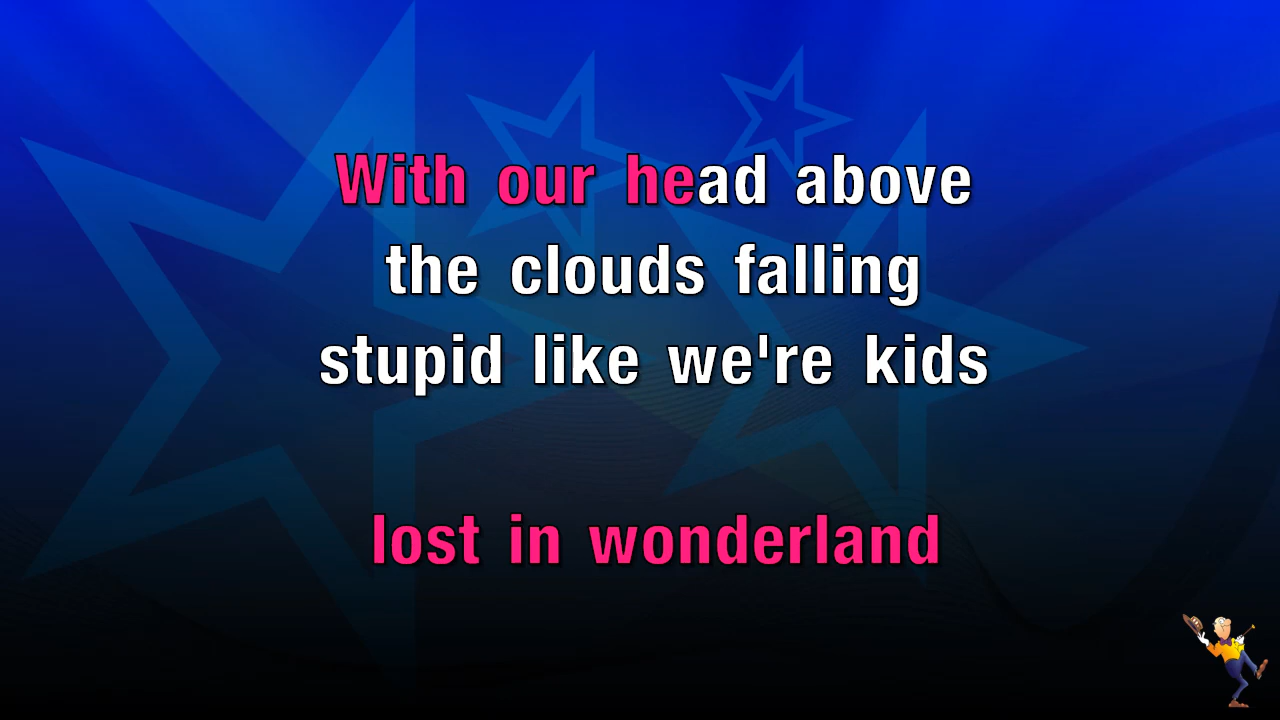 With our head above
the clouds falling
stupid like we're kids
lost in wonderland